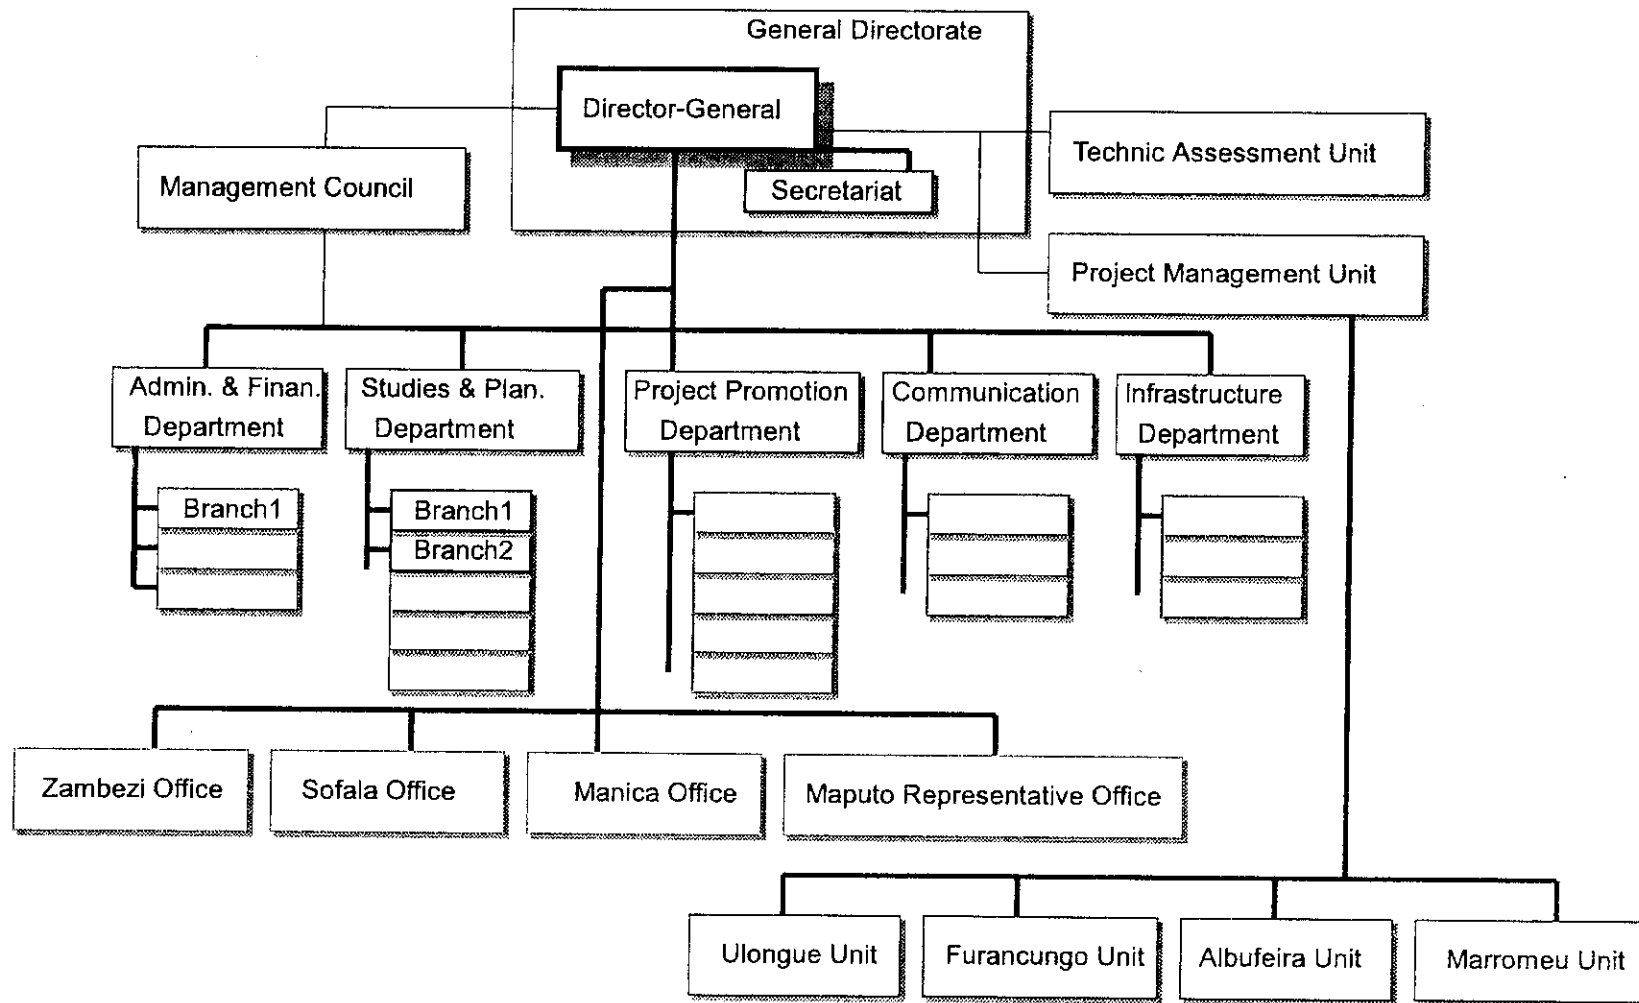 General Directorate
Director-General
Technic Assessment Unit
Management Council
Secretariat
Project Management Unit
Admin. & Finan.
Department
Studies & Plan.
Department
Project Promotion
Department
Communication
Department
Infrastructure
Department
Branch1
Branch1
Branch2
Zambezi Office
Sofala Office
Manica Office
Maputo Representative Office
Ulongue Unit
Furancungo Unit
Albufeira Unit
Marromeu Unit